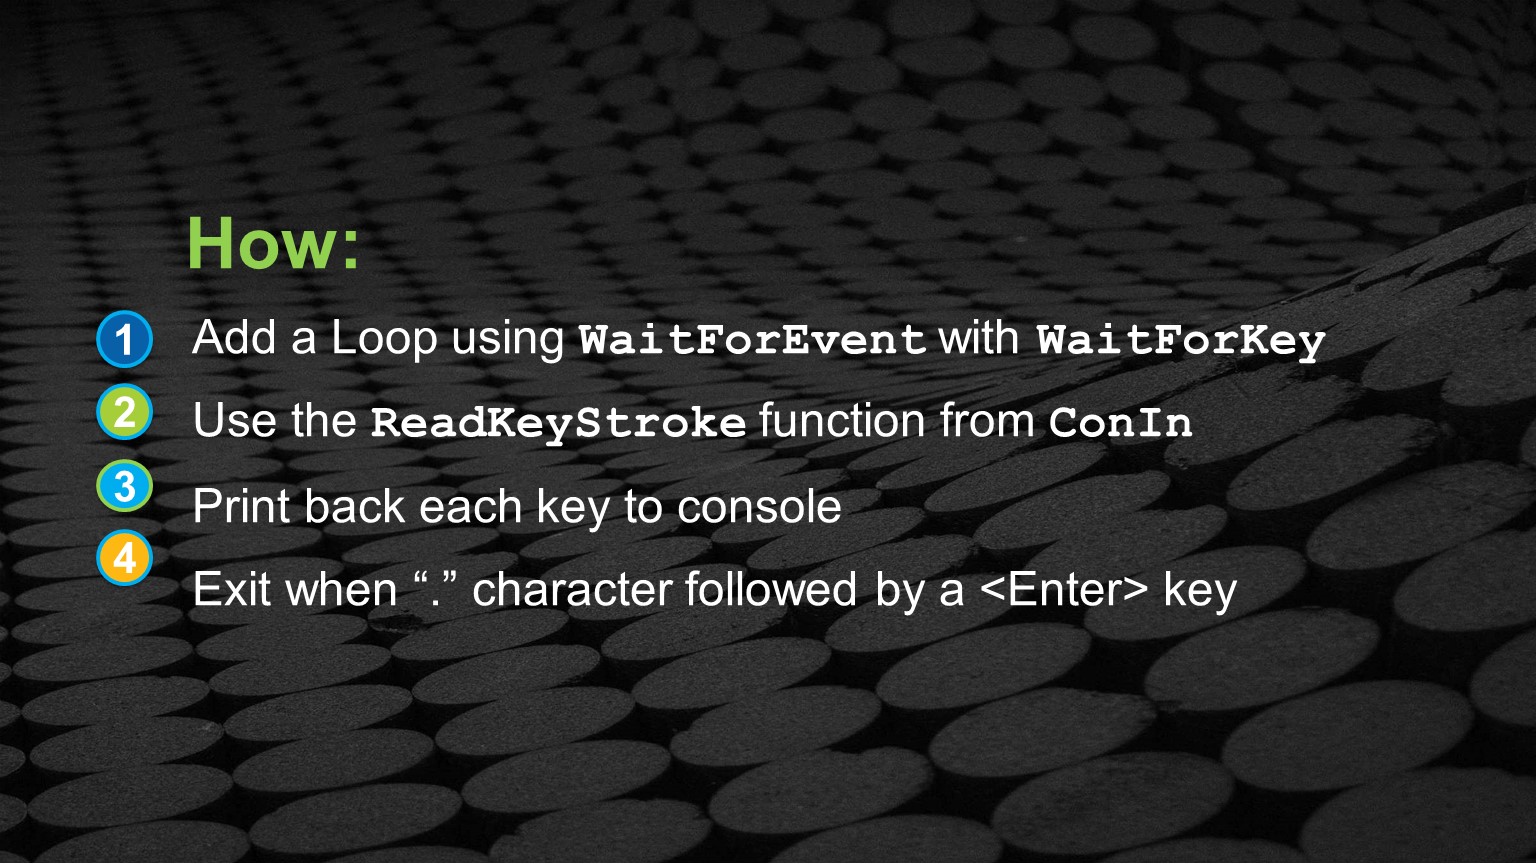 How:
1 Add a Loop using WaitForEvent with WaitForKey
2 Use the ReadKeyStroke function from ConIn
3 Print back each key to console
4 Exit when “.” character followed by a <Enter> key